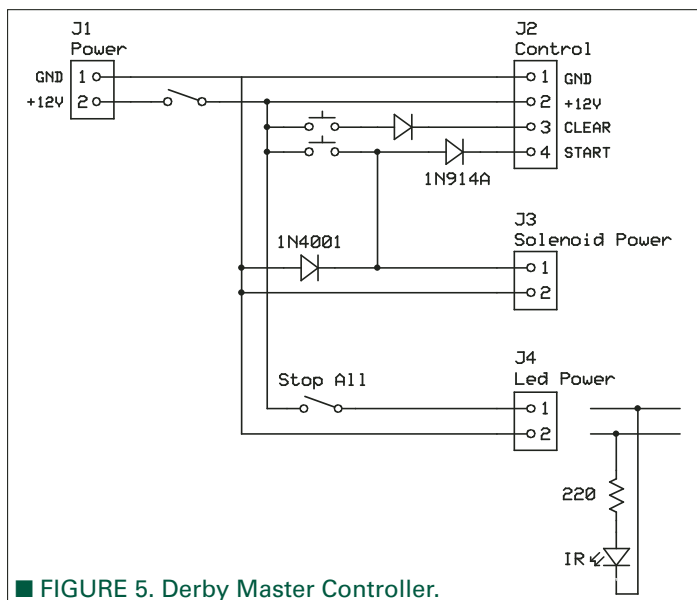 J1
Power
GND 1
+12V 2
J2
Control
1 GND
2 +12V
3 CLEAR
4 START
1N914A
J3
Solenoid Power
1N4001
1
2
J4
Led Power
Stop All
1
2
220
IR
■ FIGURE 5. Derby Master Controller.